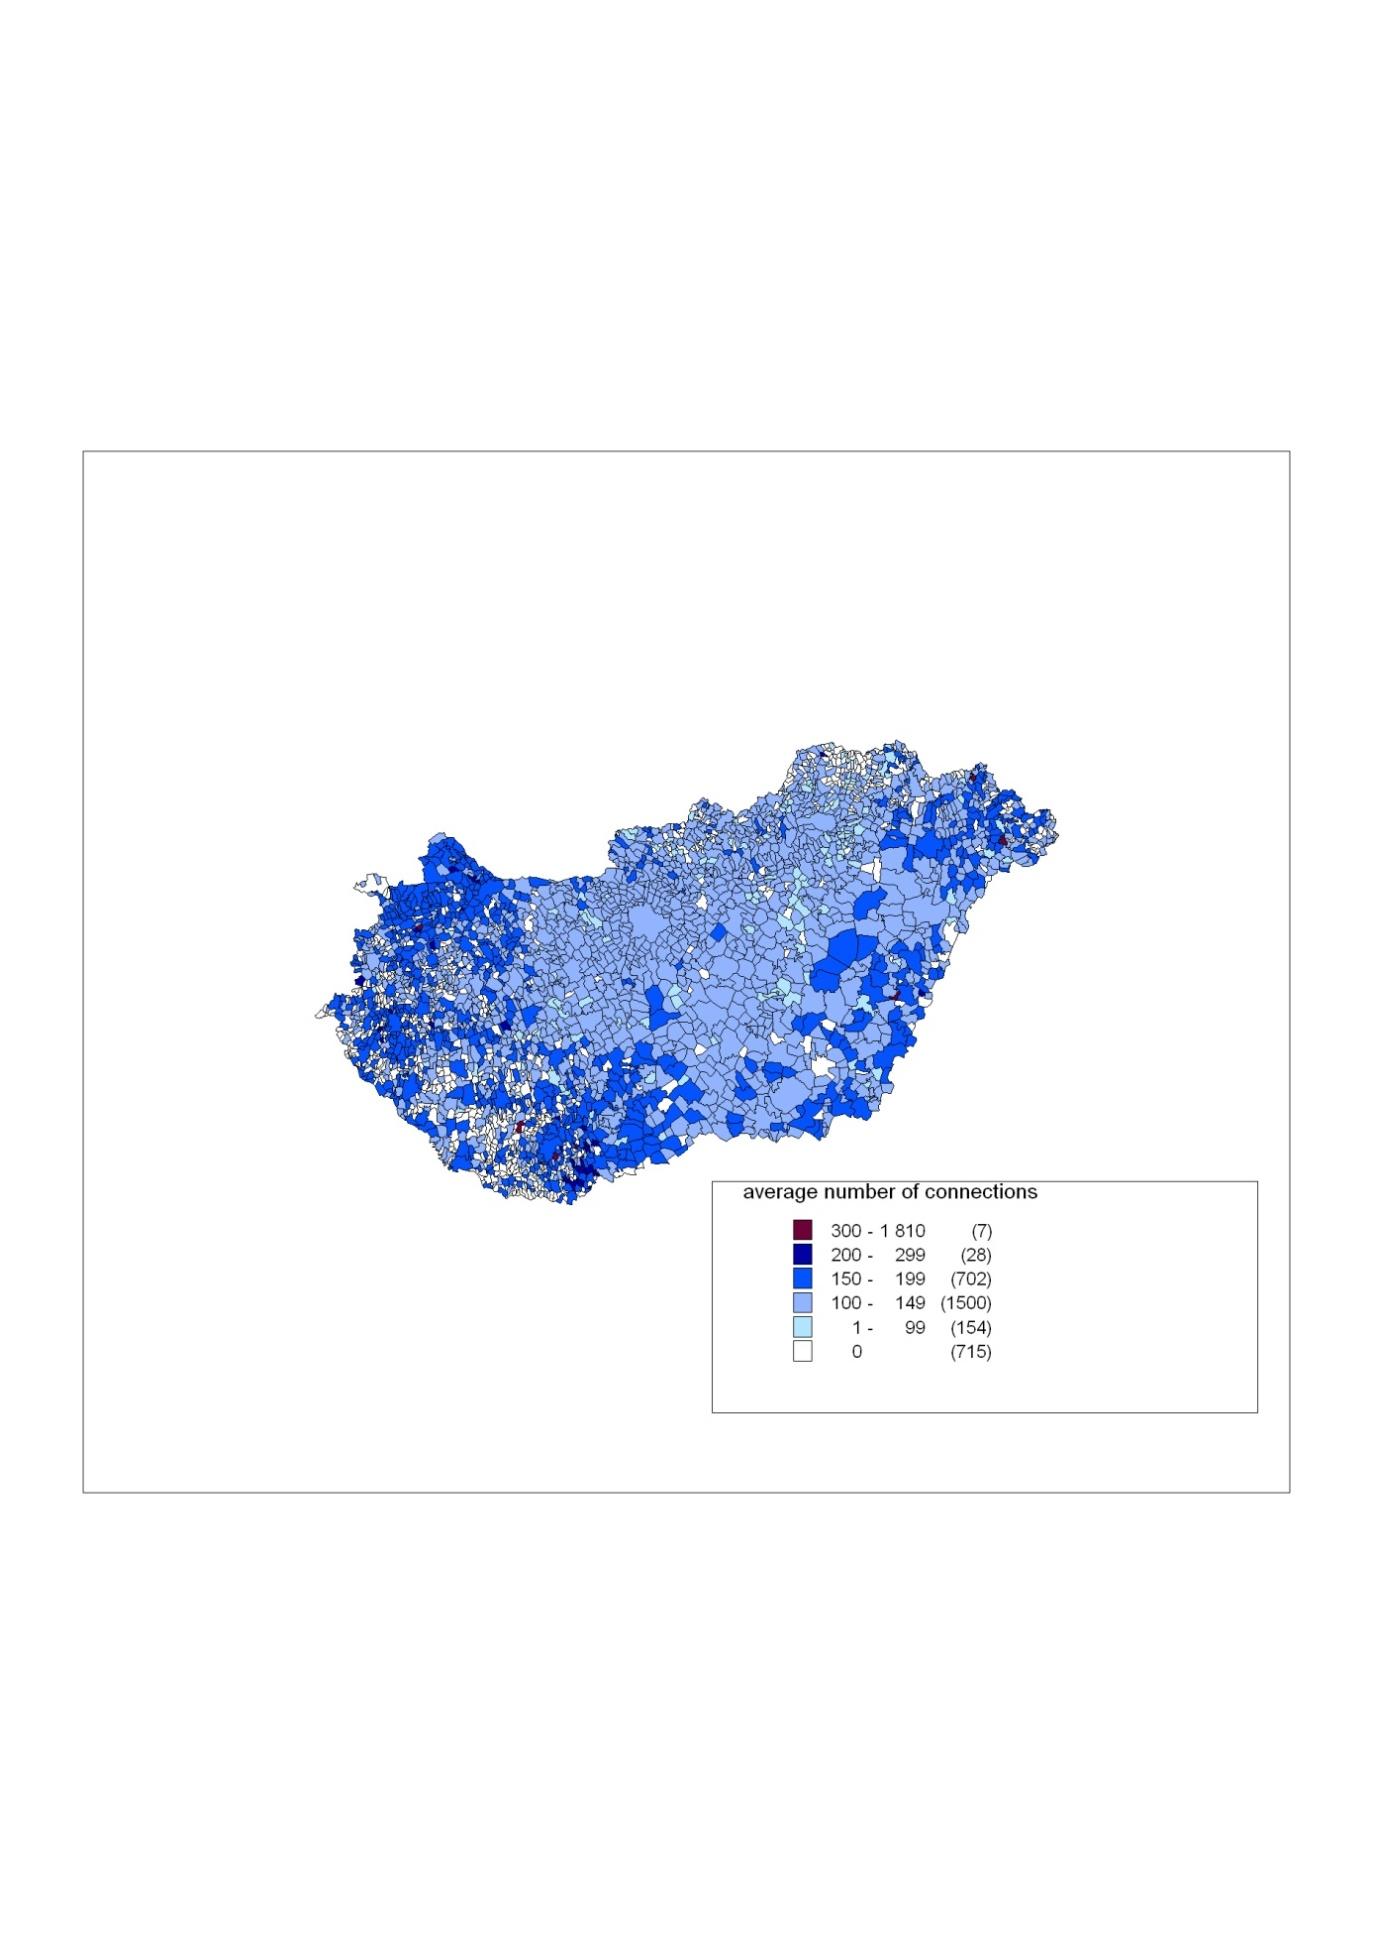 average number of connections
300 - 1 810 (7)
200 - 299 (28)
150 - 199 (702)
100 - 149 (1500)
1 - 99 (154)
0 (715)